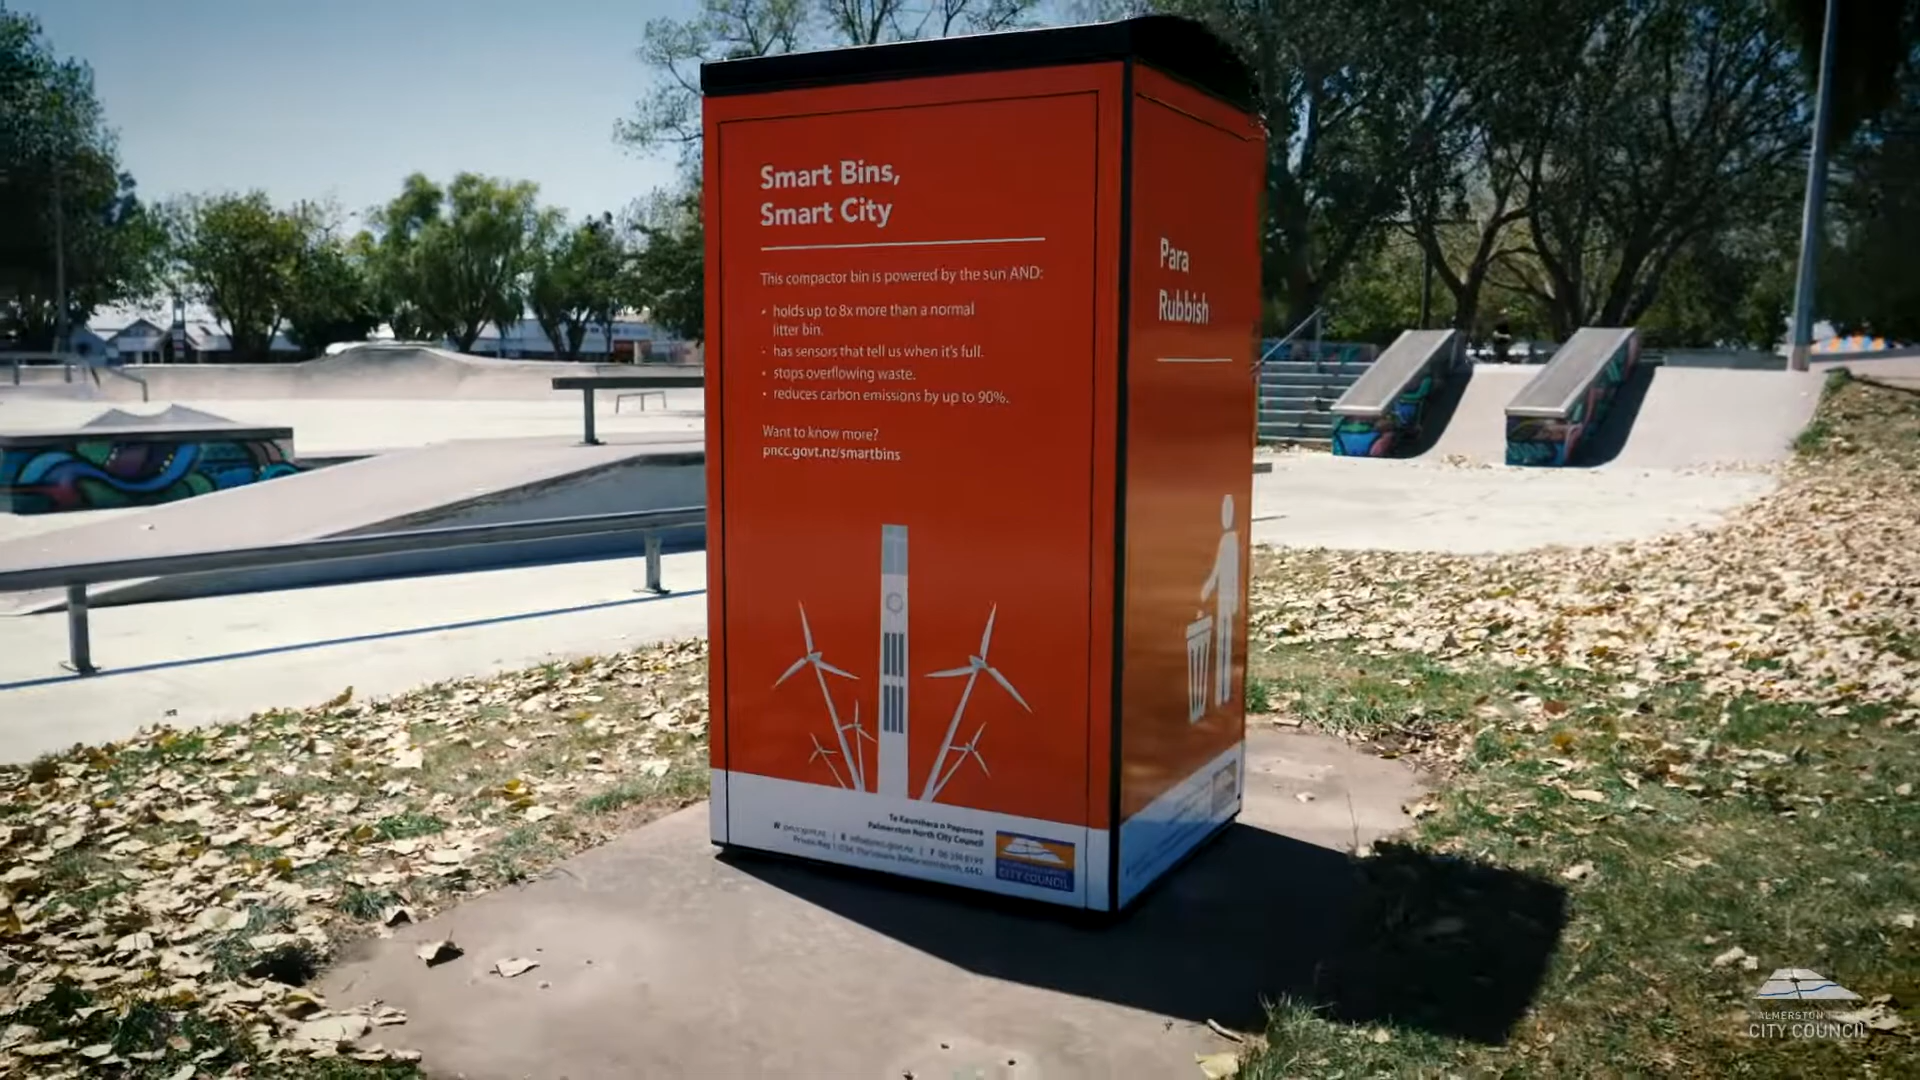 Smart Bins,
Smart City
This compactor bin is powered by the sun AND:
• holds up to 8x more than a normal
litter bin.
• has sensors that tell us when it's full.
• stops overflowing waste.
• reduces carbon emissions by up to 90%.
Want to know more?
pncc.govt.nz/smartbins
Para
Rubbish
Te Kaunihera o Papaioea
Palmerston North City Council
CITY COUNCIL
CITY COUNCIL